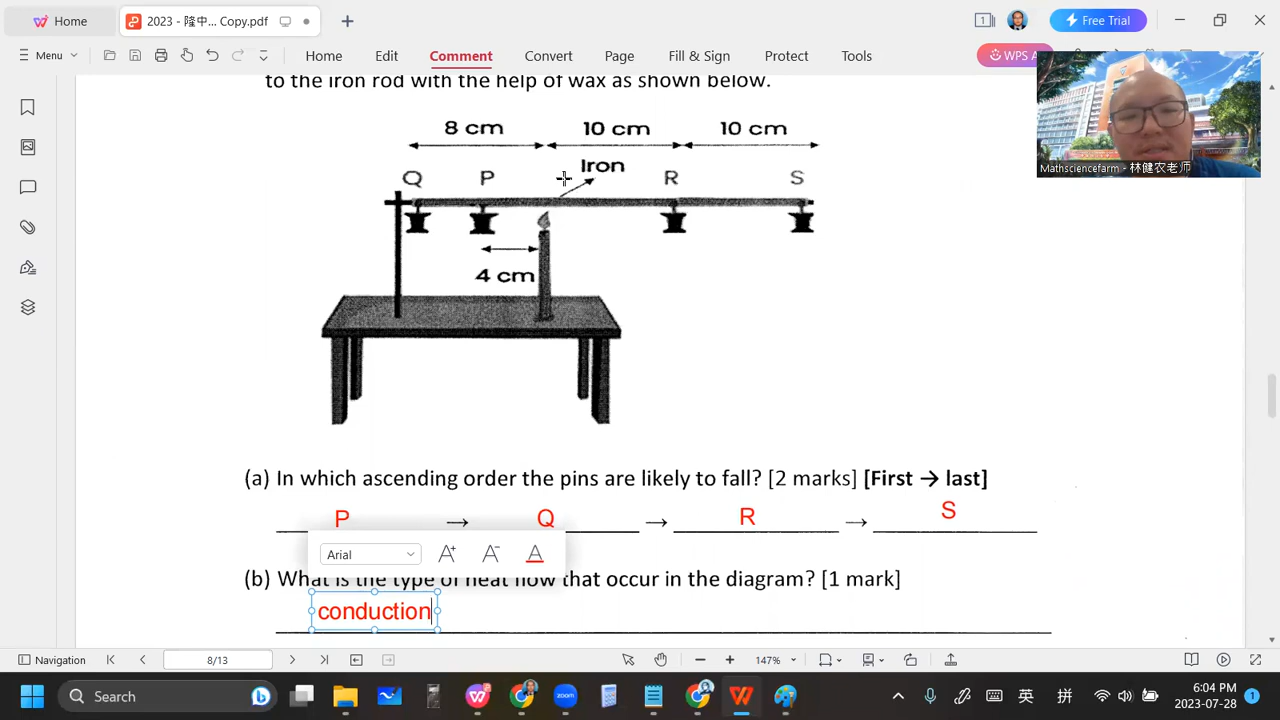 Home
2023 - 隆中... Copy.pdf
1
Free Trial
Menu
Home
Edit
Comment
Convert
Page
Fill & Sign
Protect
Tools
WPS A
to the iron rod with the help of wax as shown below.
8 cm
10 cm
10 cm
Iron
Q
P
R
S
4 cm
Mathsciencefarm - 林健农老师
(a) In which ascending order the pins are likely to fall? [2 marks] [First → last]
P → Q → R → S
Arial
A+ A− A
(b) What is the type of heat flow that occur in the diagram? [1 mark]
conduction
Navigation
8/13
147%
Search
英
拼
6:04 PM
2023-07-28
1